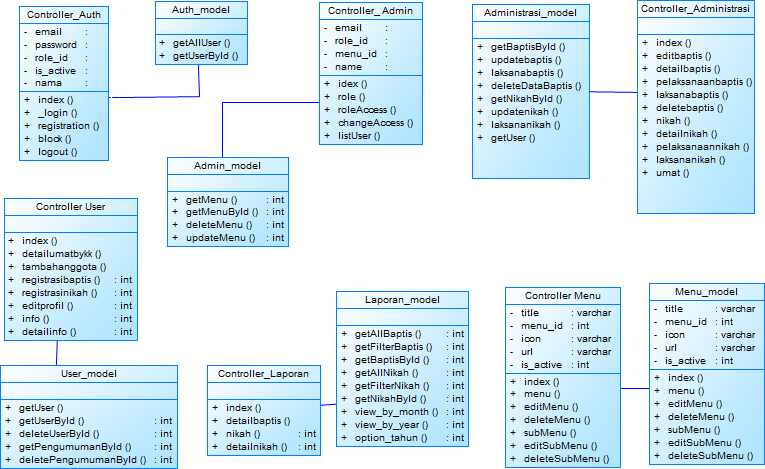 Controller_Auth
- email :
- password :
- role_id :
- is_active :
- nama :
+ index ()
+ _login ()
+ registration ()
+ block ()
+ logout ()
Auth_model
+ getAllUser ()
+ getUserById ()
Controller_Admin
- email :
- role_id :
- menu_id :
- name :
+ idex ()
+ role ()
+ roleAccess ()
+ changeAccess ()
+ listUser ()
Administrasi_model
+ getBaptisById ()
+ updatebaptis ()
+ laksanabaptis ()
+ deleteDataBaptis ()
+ getNikahById ()
+ updatenikah ()
+ laksananikah ()
+ getUser ()
Controller_Administrasi
+ index ()
+ editbaptis ()
+ detailbaptis ()
+ pelaksanaanbaptis ()
+ laksanabaptis ()
+ deletebaptis ()
+ nikah ()
+ detailnikah ()
+ pelaksanaannikah ()
+ laksananikah ()
+ umat ()
Admin_model
+ getMenu () : int
+ getMenuById () : int
+ deleteMenu () : int
+ updateMenu () : int
Controller User
+ index ()
+ detailumatbykk ()
+ tambahanggota ()
+ registrasibaptis () : int
+ registrasinikah () : int
+ editprofil () : int
+ info () : int
+ detailinfo () : int
User_model
+ getUser ()
+ getUserById () : int
+ deleteUserById () : int
+ getPengumumanById () : int
+ deletePengumumanById () : int
Controller_Laporan
+ index ()
+ detailbaptis ()
+ nikah () : int
+ detailnikah () : int
Laporan_model
+ getAllBaptis () : int
+ getFilterBaptis () : int
+ getBaptisById () : int
+ getAllNikah () : int
+ getFilterNikah () : int
+ getNikahById () : int
+ view_by_month () : int
+ view_by_year () : int
+ option_tahun () : int
Controller Menu
- title : varchar
- menu_id : int
- icon : varchar
- url : varchar
- is_active : int
+ index ()
+ menu ()
+ editMenu ()
+ deleteMenu ()
+ subMenu ()
+ editSubMenu ()
+ deleteSubMenu ()
Menu_model
- title : varchar
- menu_id : int
- icon : varchar
- url : varchar
- is_active : int
+ index ()
+ menu ()
+ editMenu ()
+ deleteMenu ()
+ subMenu ()
+ editSubMenu ()
+ deleteSubMenu ()